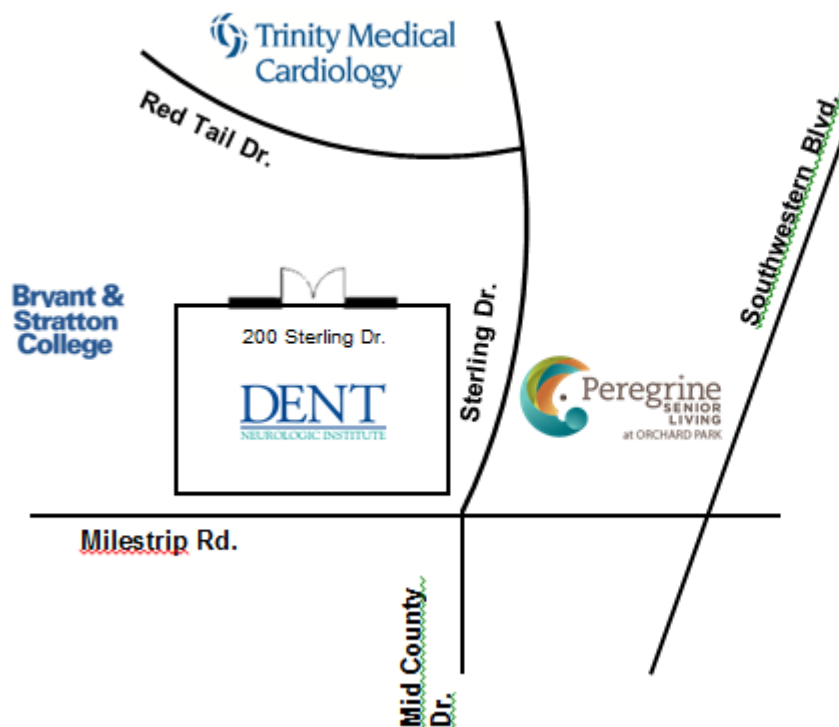 Trinity Medical
Cardiology
Red Tail Dr.
Southwestern Blvd.
Bryant &
Stratton
College
200 Sterling Dr.
DENT
NEUROLOGIC INSTITUTE
Sterling Dr.
Peregrine
SENIOR
LIVING
at ORCHARD PARK
Milestrip Rd.
Mid County
Dr.